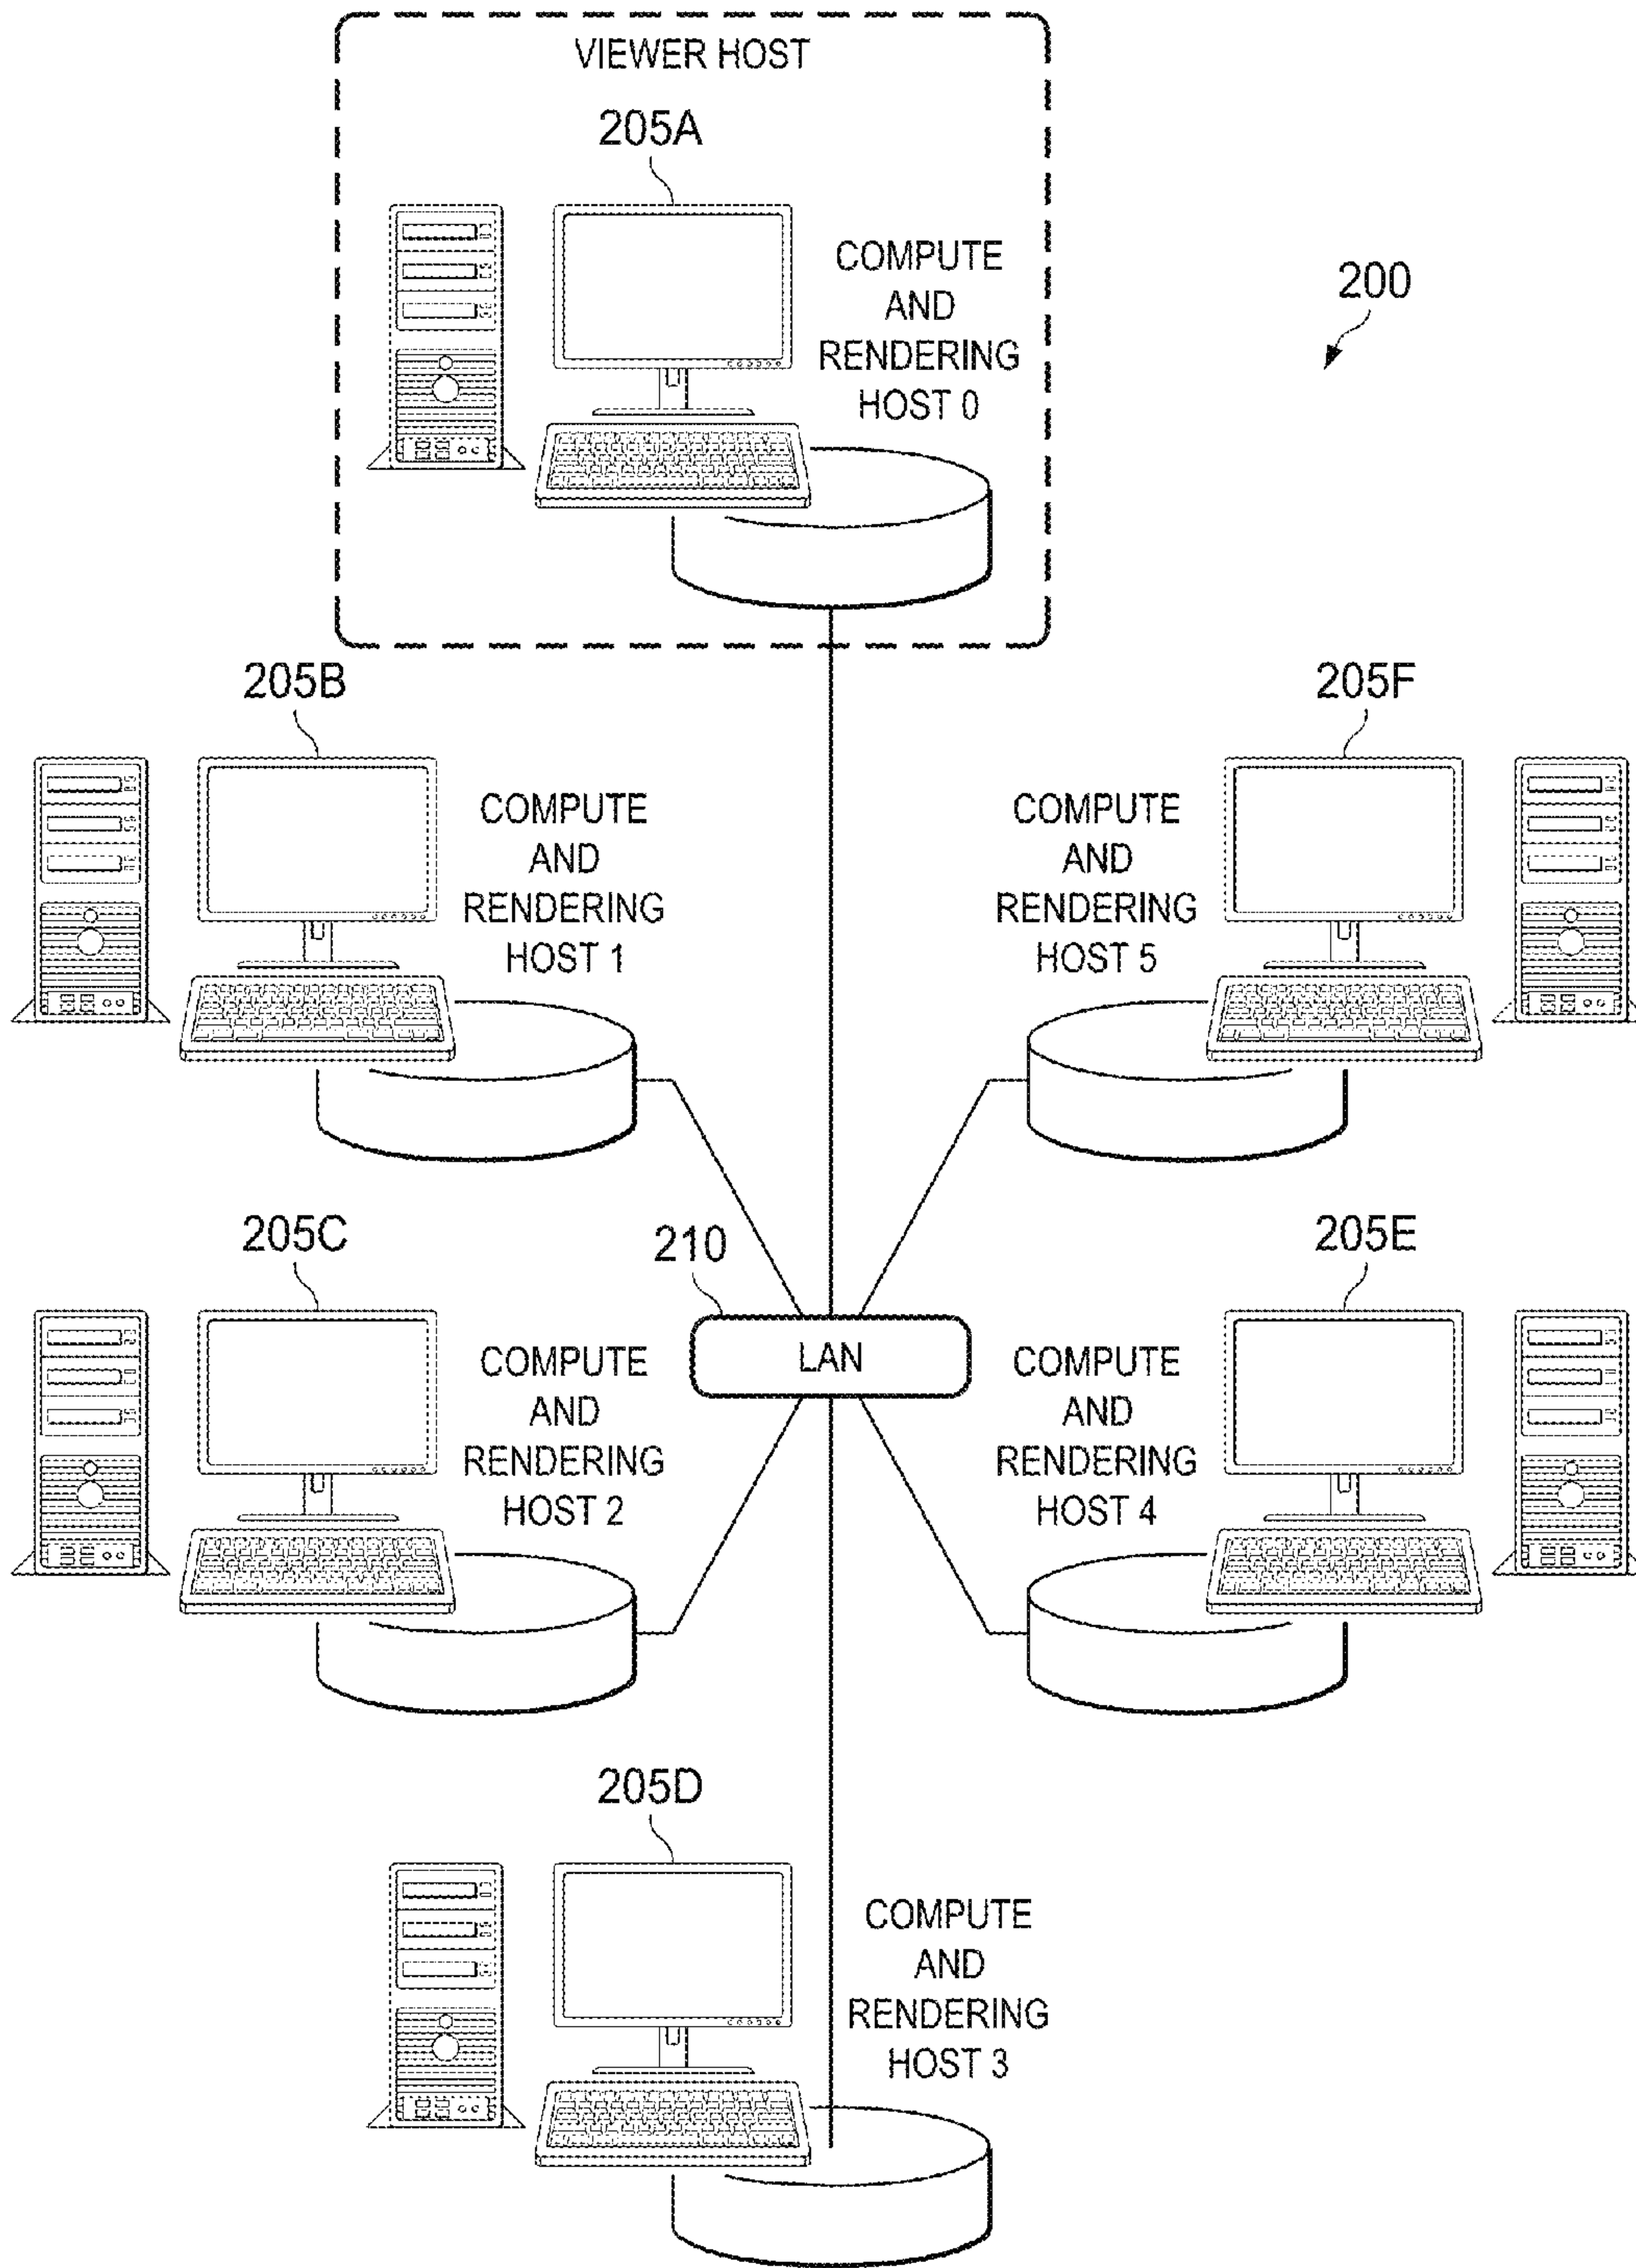 VIEWER HOST
205A
COMPUTE
AND
RENDERING
HOST 0
200
205B
COMPUTE
AND
RENDERING
HOST 1
205F
COMPUTE
AND
RENDERING
HOST 5
205C
COMPUTE
AND
RENDERING
HOST 2
210
LAN
205E
COMPUTE
AND
RENDERING
HOST 4
205D
COMPUTE
AND
RENDERING
HOST 3